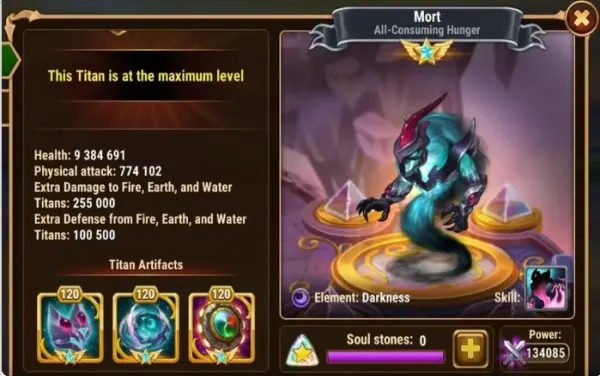 Mort
All-Consuming Hunger
This Titan is at the maximum level
Health: 9 384 691
Physical attack: 774 102
Extra Damage to Fire, Earth, and Water
Titans: 255 000
Extra Defense from Fire, Earth, and Water
Titans: 100 500
Titan Artifacts
120 120 120
Element: Darkness
Skill:
Soul stones: 0
Power:
134085